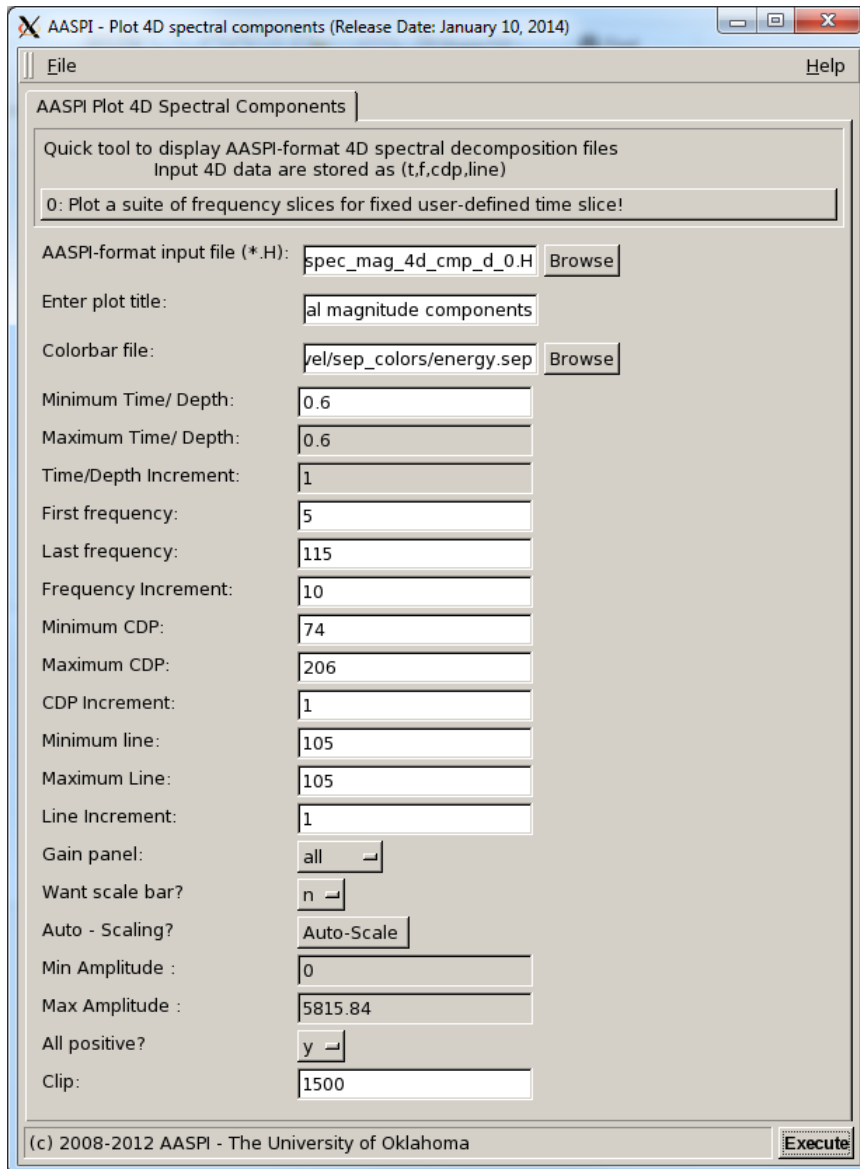 AASPI - Plot 4D spectral components (Release Date: January 10, 2014)
File Help
AASPI Plot 4D Spectral Components
Quick tool to display AASPI-format 4D spectral decomposition files
Input 4D data are stored as (t,f,cdp,line)
0: Plot a suite of frequency slices for fixed user-defined time slice!
AASPI-format input file (*.H): spec_mag_4d_cmp_d_0.H Browse
Enter plot title: al magnitude components
Colorbar file: vel/sep_colors/energy.sep Browse
Minimum Time/ Depth: 0.6
Maximum Time/ Depth: 0.6
Time/Depth Increment: 1
First frequency: 5
Last frequency: 115
Frequency Increment: 10
Minimum CDP: 74
Maximum CDP: 206
CDP Increment: 1
Minimum line: 105
Maximum Line: 105
Line Increment: 1
Gain panel: all
Want scale bar? n
Auto - Scaling? Auto-Scale
Min Amplitude : 0
Max Amplitude : 5815.84
All positive? y
Clip: 1500
(c) 2008-2012 AASPI - The University of Oklahoma Execute